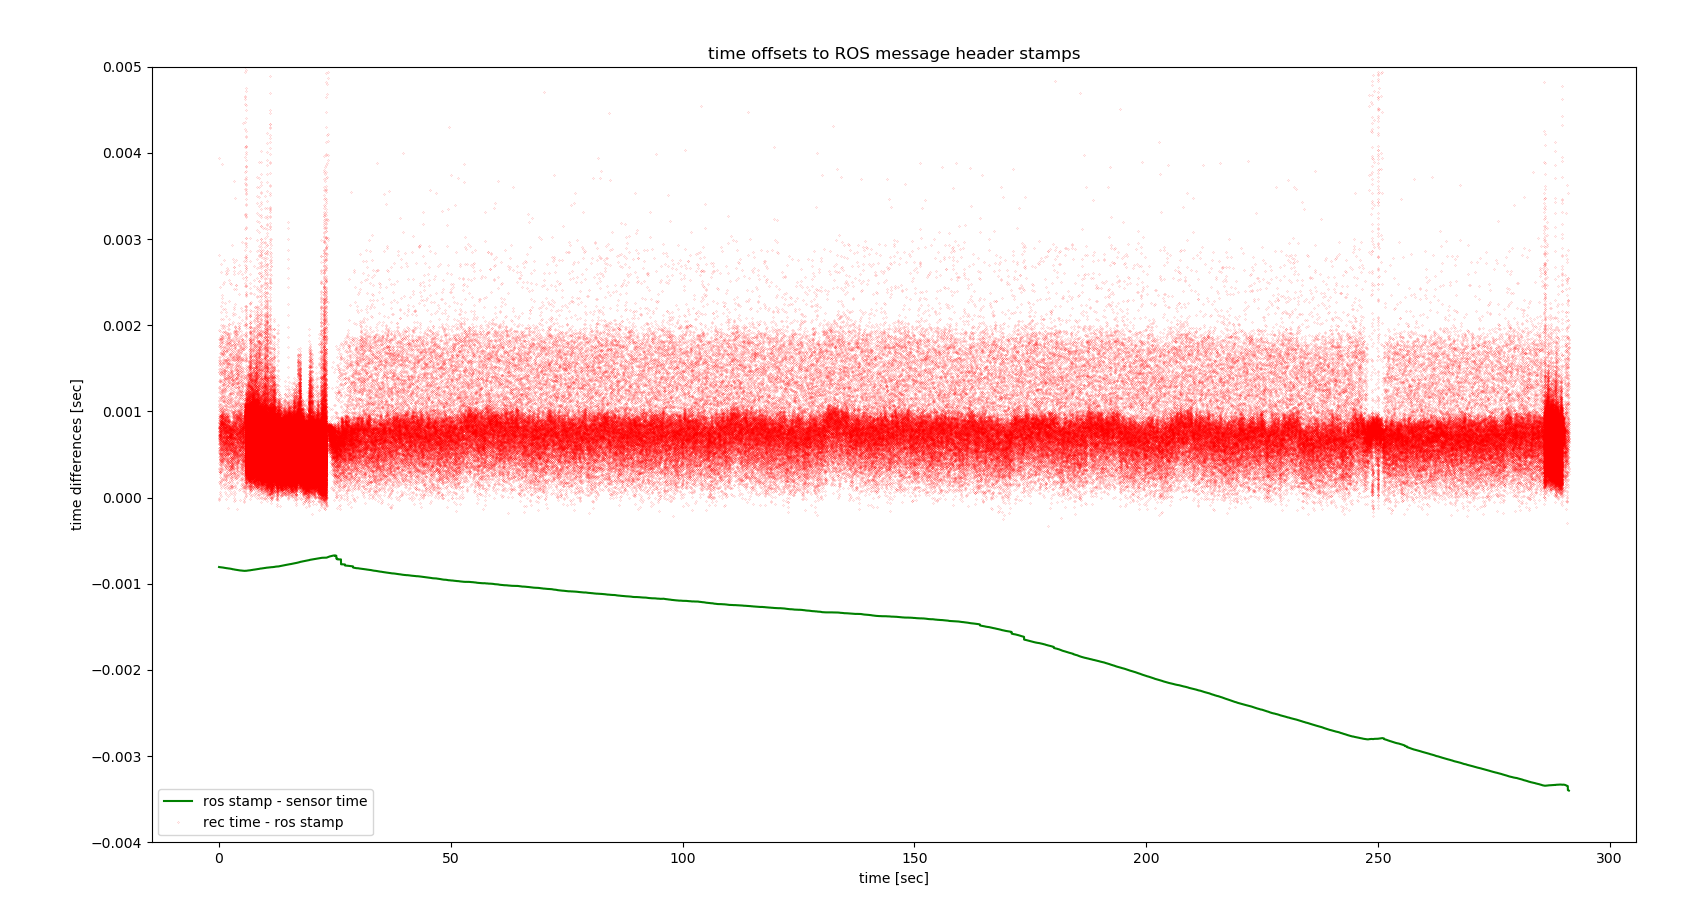 time offsets to ROS message header stamps
time differences [sec]
0.005
0.004
0.003
0.002
0.001
0.000
−0.001
−0.002
−0.003
−0.004
ros stamp - sensor time
rec time - ros stamp
0 50 100 150 200 250 300
time [sec]